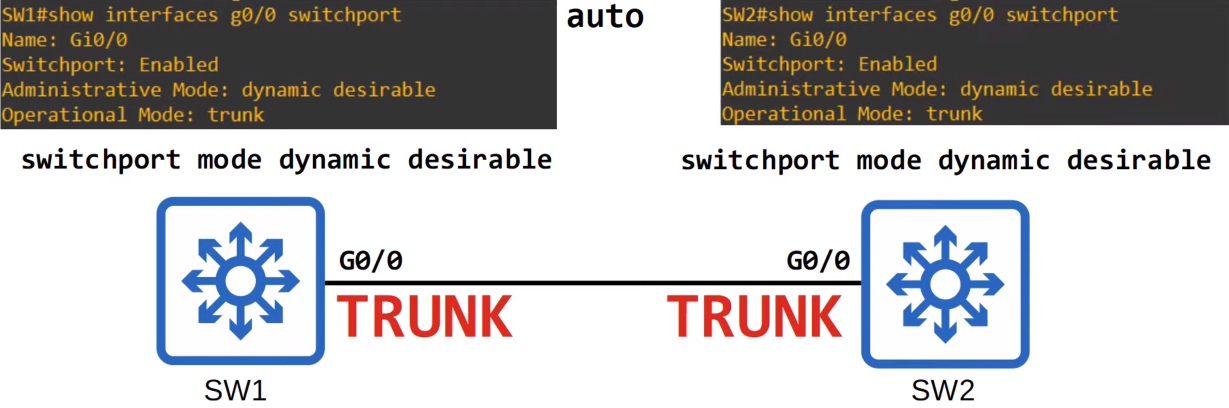 SW1#show interfaces g0/0 switchport
Name: Gi0/0
Switchport: Enabled
Administrative Mode: dynamic desirable
Operational Mode: trunk
auto
SW2#show interfaces g0/0 switchport
Name: Gi0/0
Switchport: Enabled
Administrative Mode: dynamic desirable
Operational Mode: trunk
switchport mode dynamic desirable
switchport mode dynamic desirable
G0/0
G0/0
TRUNK
TRUNK
SW1
SW2